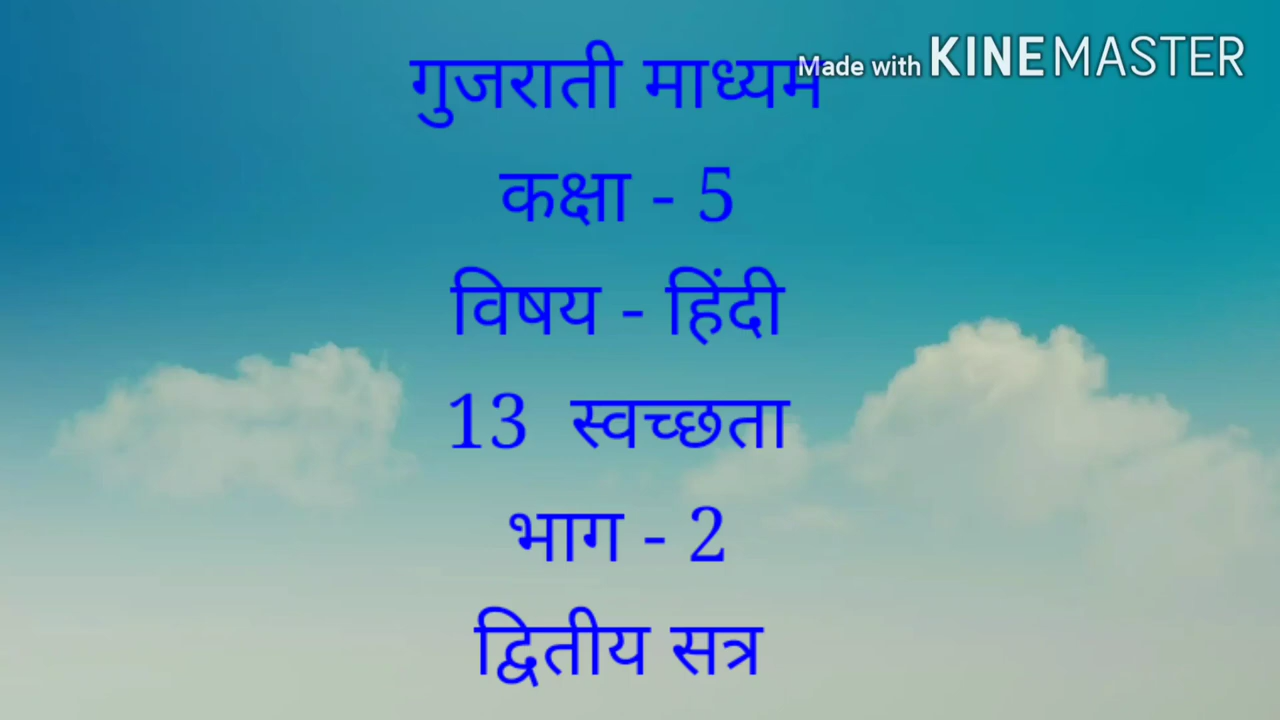 गुजराती माध्यम
Made with KINEMASTER
कक्षा - 5
विषय - हिंदी
13 स्वच्छता
भाग - 2
द्वितीय सत्र